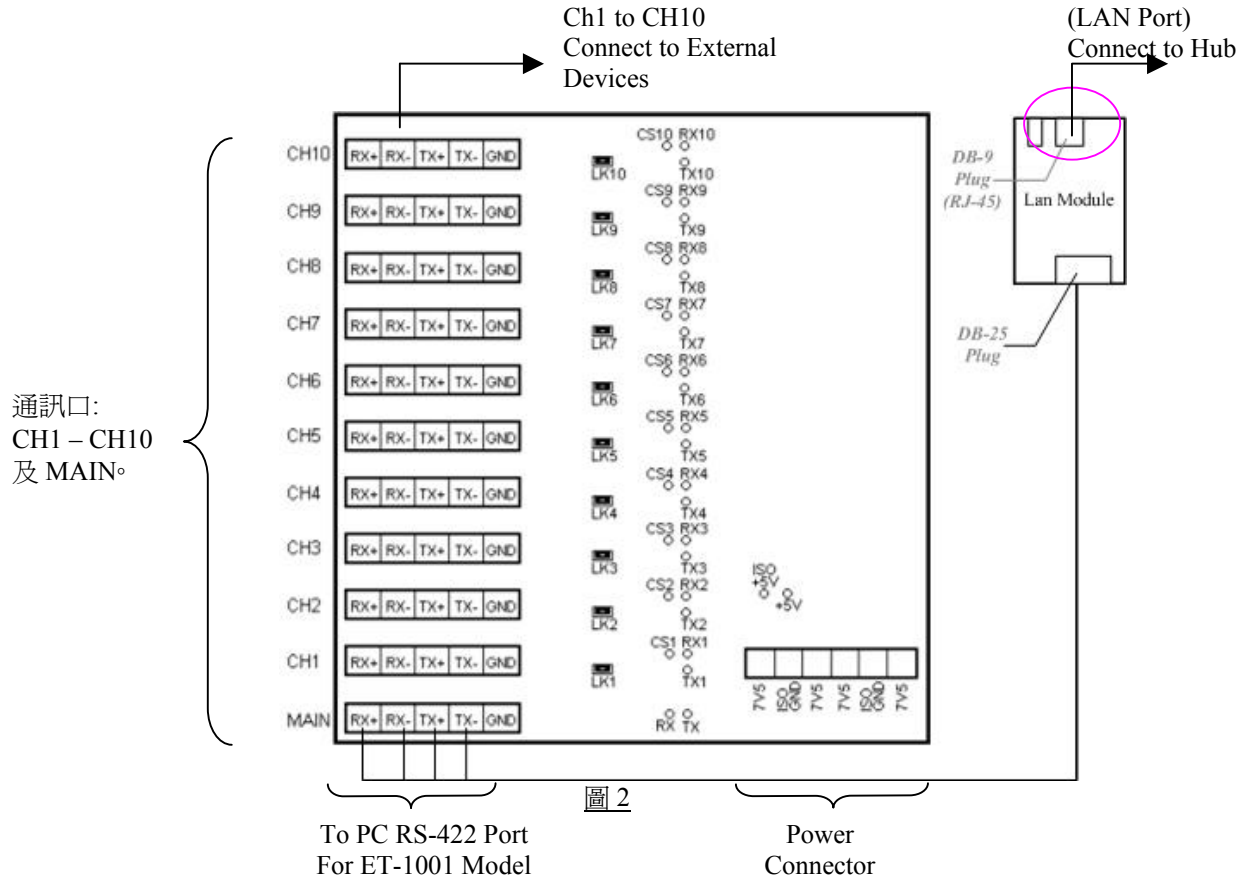 Ch1 to CH10
Connect to External
Devices
(LAN Port)
Connect to Hub
CS10 RX10
CH10 RX+ RX- TX+ TX- GND
LK10
TX10
CS9 RX9
CH9 RX+ RX- TX+ TX- GND
LK9
TX9
CS8 RX8
CH8 RX+ RX- TX+ TX- GND
LK8
TX8
CS7 RX7
CH7 RX+ RX- TX+ TX- GND
LK7
TX7
CS6 RX6
CH6 RX+ RX- TX+ TX- GND
LK6
TX6
CS5 RX5
CH5 RX+ RX- TX+ TX- GND
LK5
TX5
CS4 RX4
CH4 RX+ RX- TX+ TX- GND
LK4
TX4
CS3 RX3
CH3 RX+ RX- TX+ TX- GND
LK3
TX3
CS2 RX2
CH2 RX+ RX- TX+ TX- GND
LK2
TX2
CS1 RX1
CH1 RX+ RX- TX+ TX- GND
LK1
TX1
MAIN RX+ RX- TX+ TX- GND
RX TX
ISO
+5V
+5V
7V5
ISO
GND
7V5
7V5
ISO
GND
7V5
DB-9
Plug
(RJ-45)
Lan Module
DB-25
Plug
通訊口:
CH1 – CH10
及 MAIN。
圖 2
To PC RS-422 Port
For ET-1001 Model
Power
Connector